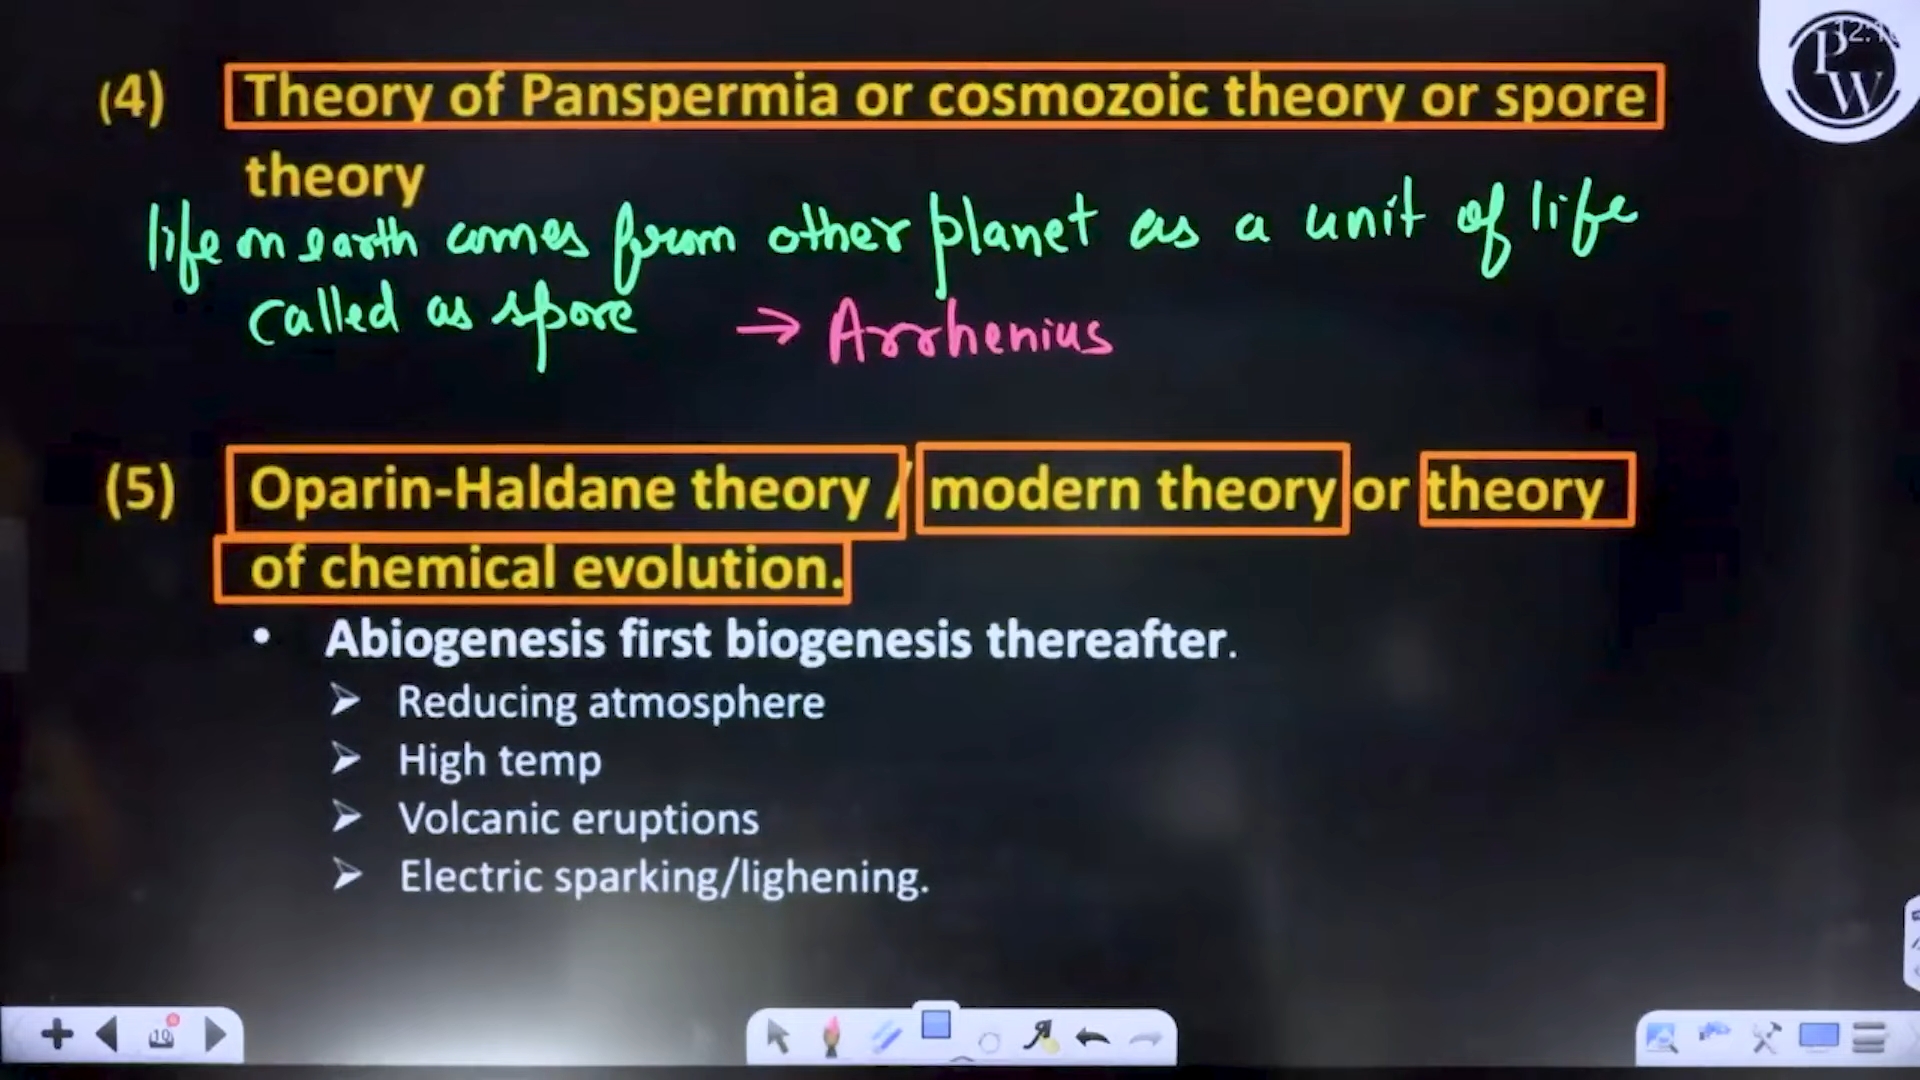 (4) Theory of Panspermia or cosmozoic theory or spore
theory
life on earth comes from other planet as a unit of life
called as spore → Arrhenius
(5) Oparin-Haldane theory / modern theory or theory
of chemical evolution.
• Abiogenesis first biogenesis thereafter.
➢ Reducing atmosphere
➢ High temp
➢ Volcanic eruptions
➢ Electric sparking/lighening.
PW
10